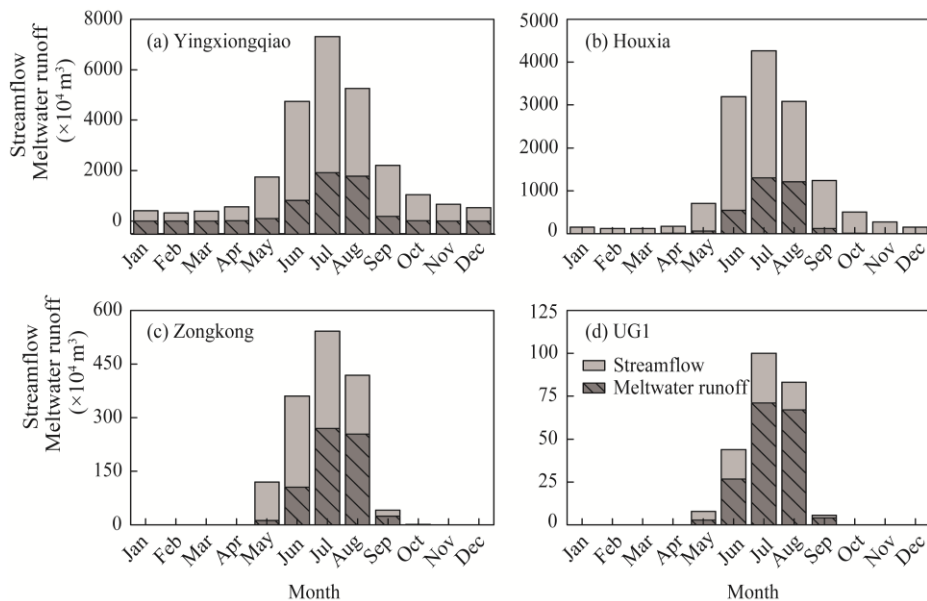 Streamflow
Meltwater runoff
(×10⁴ m³)
8000
6000
4000
2000
0
(a) Yingxiongqiao
Jan Feb Mar Apr May Jun Jul Aug Sep Oct Nov Dec
5000
4000
3000
2000
1000
0
(b) Houxia
Jan Feb Mar Apr May Jun Jul Aug Sep Oct Nov Dec
Streamflow
Meltwater runoff
(×10⁴ m³)
600
450
300
150
0
(c) Zongkong
Jan Feb Mar Apr May Jun Jul Aug Sep Oct Nov Dec
Month
125
100
75
50
25
0
(d) UG1
Streamflow
Meltwater runoff
Jan Feb Mar Apr May Jun Jul Aug Sep Oct Nov Dec
Month